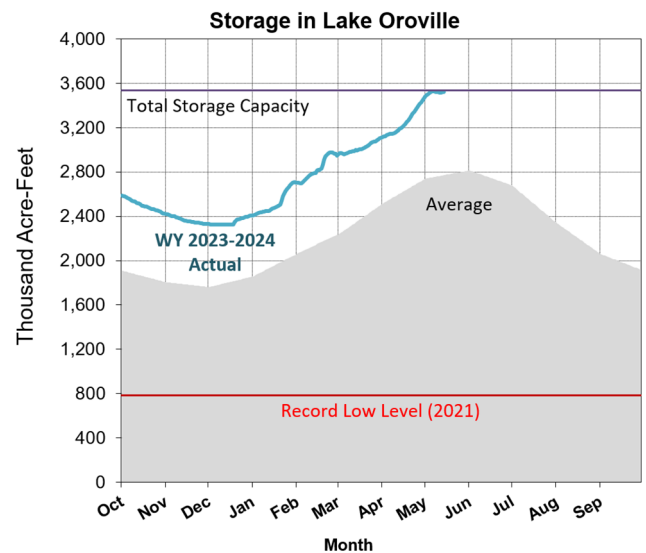 Storage in Lake Oroville
Thousand Acre-Feet
4,000
3,600
3,200
2,800
2,400
2,000
1,600
1,200
800
400
0
Total Storage Capacity
WY 2023-2024
Actual
Average
Record Low Level (2021)
Oct Nov Dec Jan Feb Mar Apr May Jun Jul Aug Sep
Month